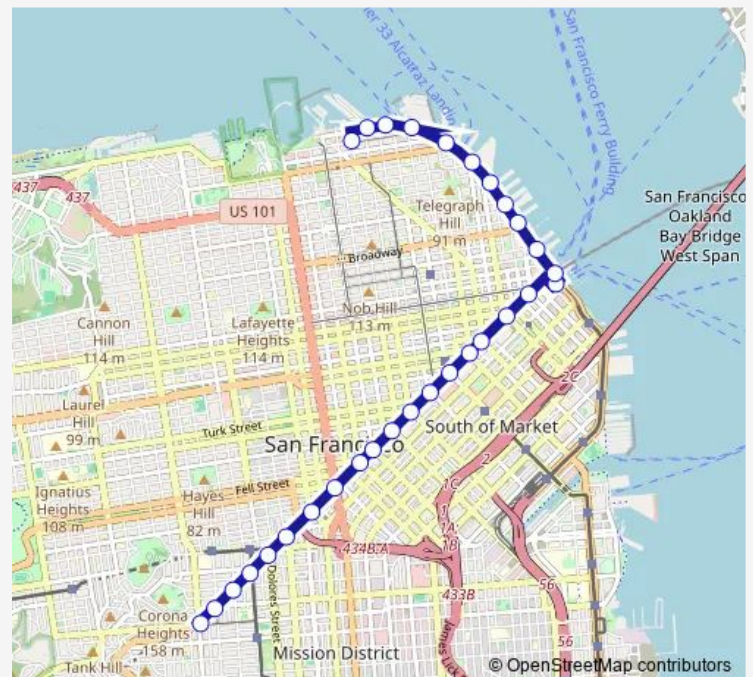 Pier 33 Alcatraz Landing
San Francisco Ferry Building
437
437
US 101
Telegraph
Hill
91 m
San Francisco
Oakland
Bay Bridge
West Span
Broadway
Cannon
Hill
114 m
Lafayette
Heights
114 m
Nob Hill
113 m
2C
Laurel
Hill
99 m
Turk Street
San Francisco
South of Market
2
Ignatius
Heights
108 m
Hayes
Hill
82 m
Fell Street
1C
1
1A
1B
434B:A
Dolores Street
433B
56
56
Corona
Heights
158 m
Tank Hill
Mission District
James Lick
© OpenStreetMap contributors